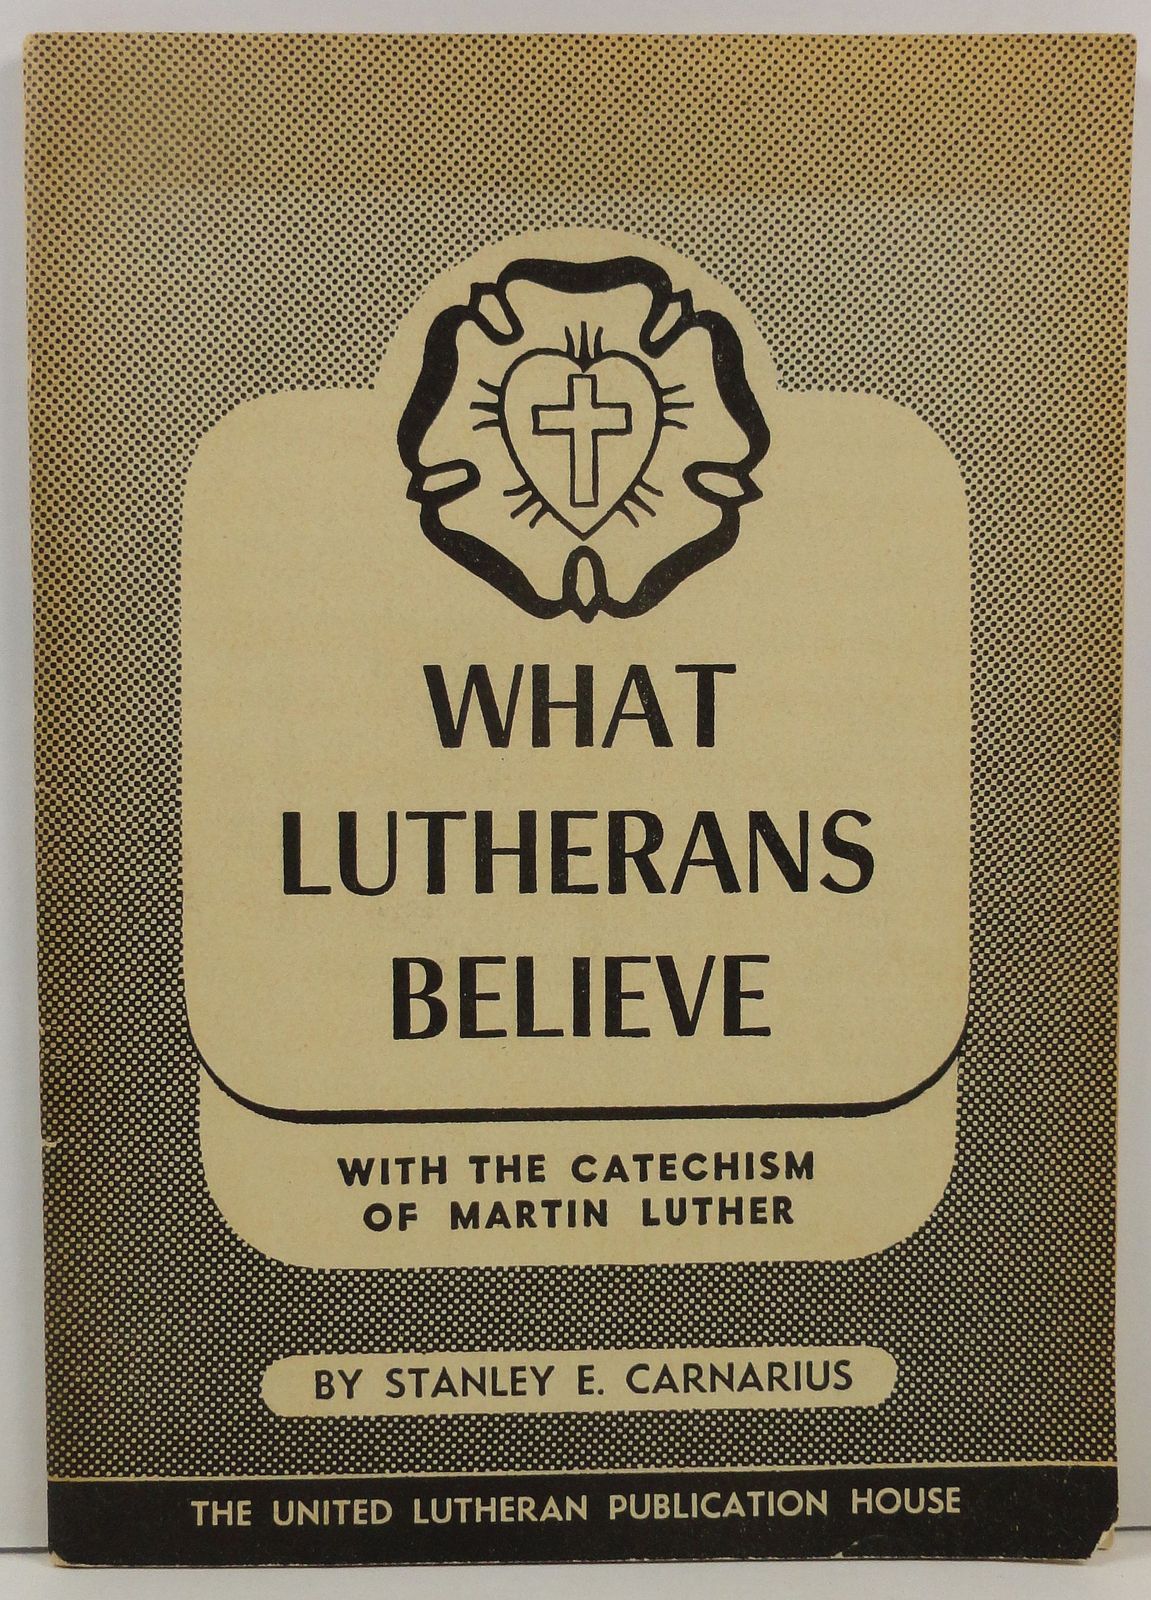 WHAT
LUTHERANS
BELIEVE
WITH THE CATECHISM
OF MARTIN LUTHER
BY STANLEY E. CARNARIUS
THE UNITED LUTHERAN PUBLICATION HOUSE